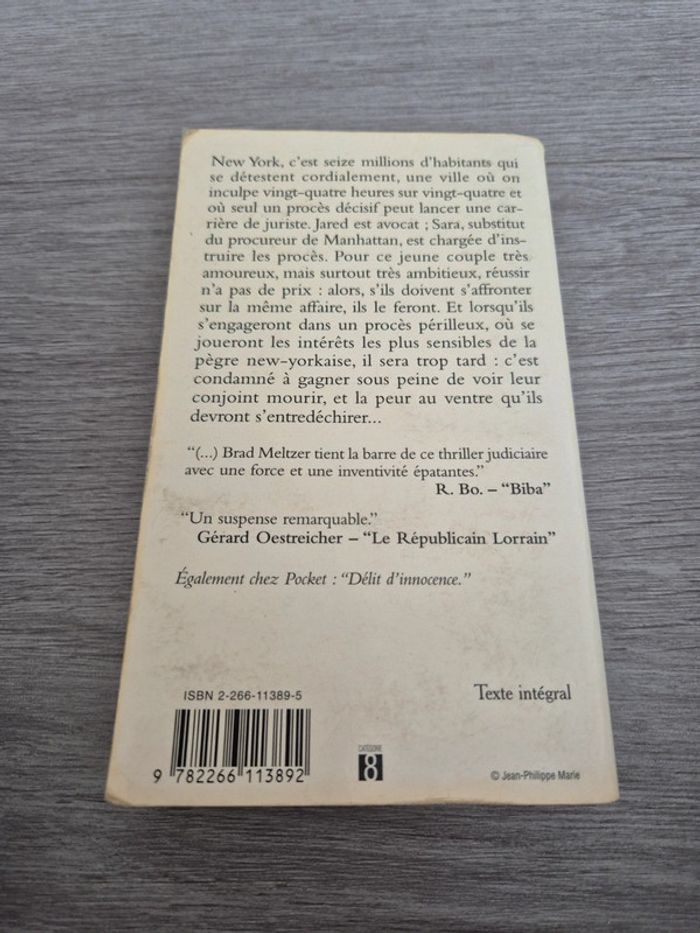 New York, c'est seize millions d'habitants qui
se détestent cordialement, une ville où on
inculpe vingt-quatre heures sur vingt-quatre et
où seul un procès décisif peut lancer une car-
rière de juriste. Jared est avocat ; Sara, substitut
du procureur de Manhattan, est chargée d'ins-
truire les procès. Pour ce jeune couple très
amoureux, mais surtout très ambitieux, réussir
n'a pas de prix : alors, s'ils doivent s'affronter
sur la même affaire, ils le feront. Et lorsqu'ils
s'engageront dans un procès périlleux, où se
joueront les intérêts les plus sensibles de la
pègre new-yorkaise, il sera trop tard : c'est
condamné à gagner sous peine de voir leur
conjoint mourir, et la peur au ventre qu'ils
devront s'entredéchirer...
"(...) Brad Meltzer tient la barre de ce thriller judiciaire
avec une force et une inventivité épatantes."
R. Bo. – "Biba"
"Un suspense remarquable."
Gérard Oestreicher – "Le Républicain Lorrain"
Également chez Pocket : "Délit d'innocence."
ISBN 2-266-11389-5
Texte intégral
9 782266 113892
CATÉGORIE
8
© Jean-Philippe Marie